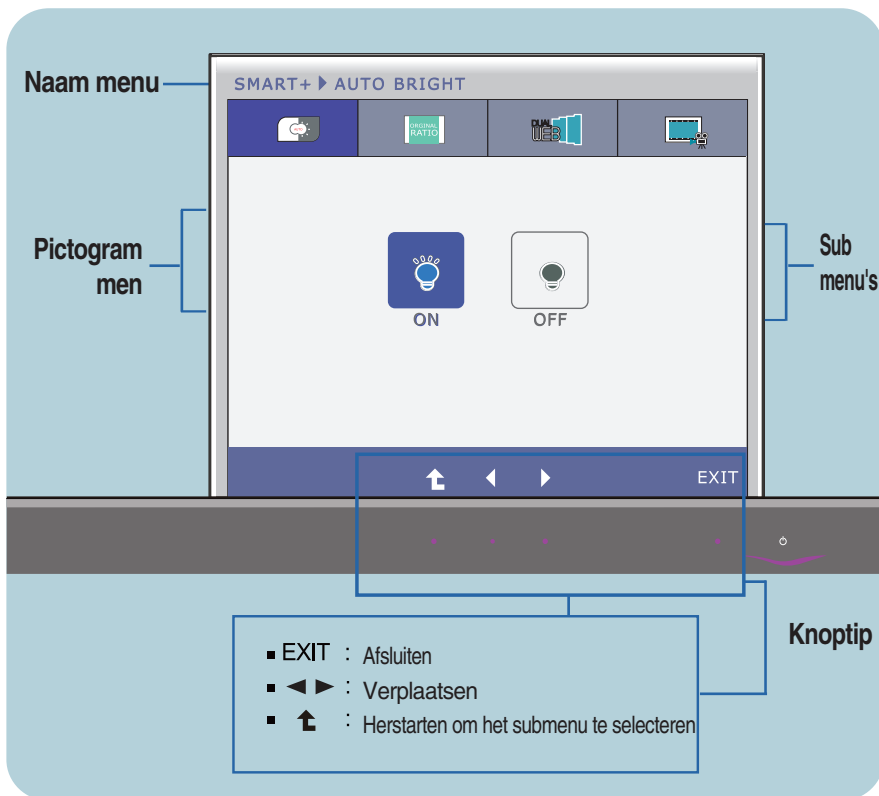 Naam menu
SMART+ AUTO BRIGHT
AUTO
ORIGINAL
RATIO
DUAL
WEB
Pictogram
men
Sub
menu's
ON
OFF
EXIT
Knoptip
EXIT : Afsluiten
◄ ► : Verplaatsen
: Herstarten om het submenu te selecteren